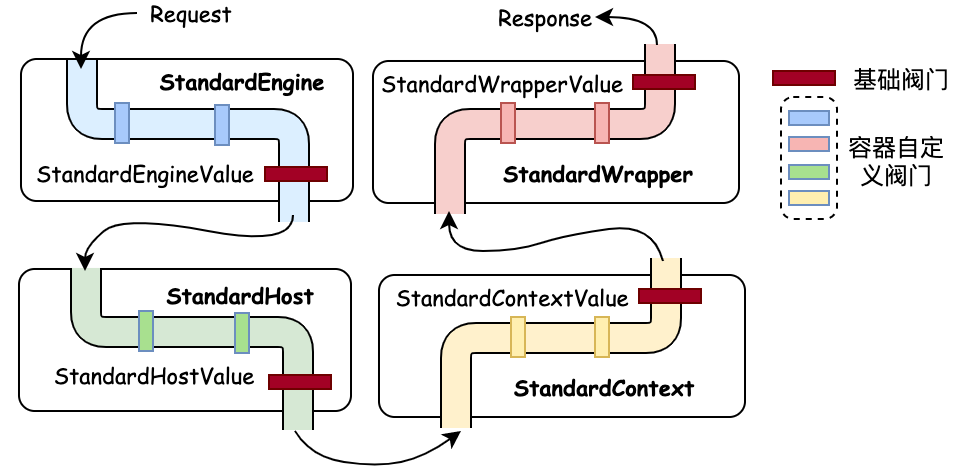 Request
StandardEngine
StandardEngineValue
StandardHost
StandardHostValue
StandardContextValue
StandardContext
StandardWrapperValue
StandardWrapper
Response
基础阀门
容器自定
义阀门